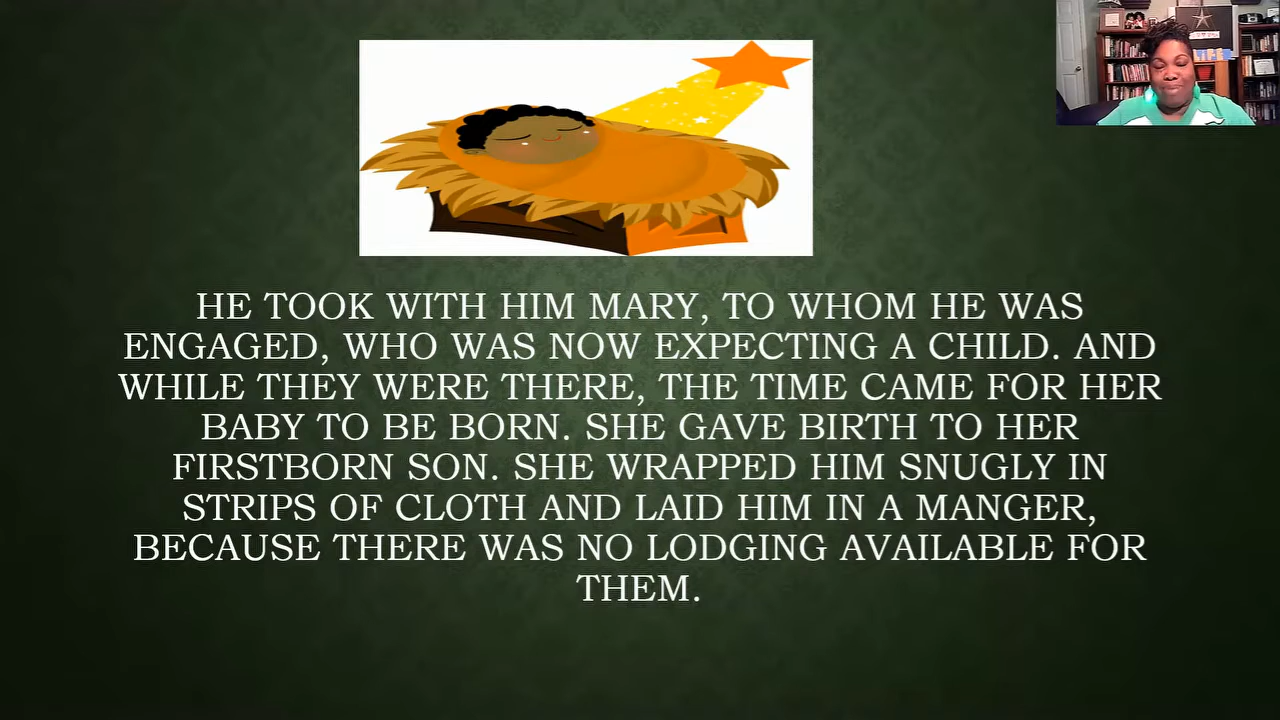 HE TOOK WITH HIM MARY, TO WHOM HE WAS
ENGAGED, WHO WAS NOW EXPECTING A CHILD. AND
WHILE THEY WERE THERE, THE TIME CAME FOR HER
BABY TO BE BORN. SHE GAVE BIRTH TO HER
FIRSTBORN SON. SHE WRAPPED HIM SNUGLY IN
STRIPS OF CLOTH AND LAID HIM IN A MANGER,
BECAUSE THERE WAS NO LODGING AVAILABLE FOR
THEM.